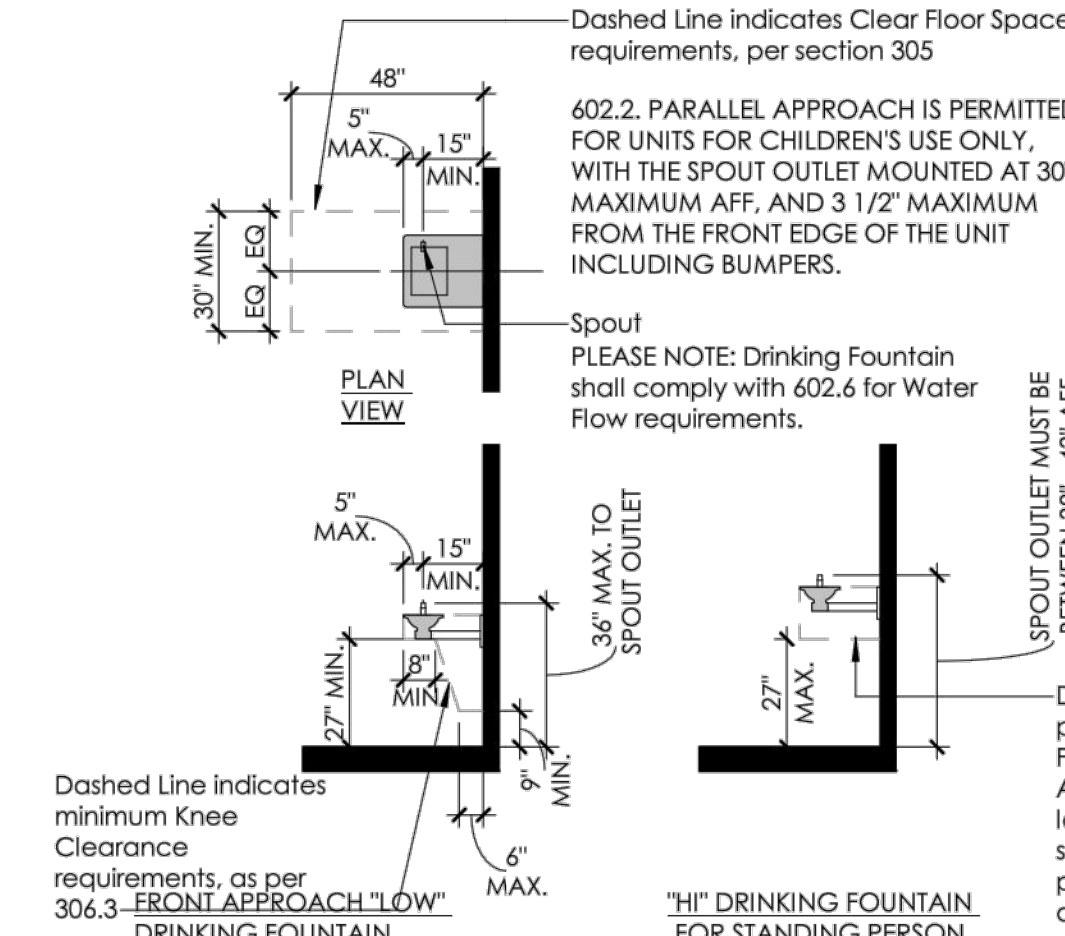 Dashed Line indicates Clear Floor Space
requirements, per section 305
48"
5"
MAX.
15"
MIN.
602.2. PARALLEL APPROACH IS PERMITTED
FOR UNITS FOR CHILDREN'S USE ONLY,
WITH THE SPOUT OUTLET MOUNTED AT 30"
MAXIMUM AFF, AND 3 1/2" MAXIMUM
FROM THE FRONT EDGE OF THE UNIT
INCLUDING BUMPERS.
30" MIN.
EQ
EQ
Spout
PLEASE NOTE: Drinking Fountain
shall comply with 602.6 for Water
Flow requirements.
PLAN
VIEW
5"
MAX.
15"
MIN.
36" MAX. TO
SPOUT OUTLET
27" MIN.
8"
MIN.
9"
MIN.
6"
MAX.
Dashed Line indicates
minimum Knee
Clearance
requirements, as per
306.3
FRONT APPROACH "LOW"
DRINKING FOUNTAIN
27"
MAX.
SPOUT OUTLET MUST BE
"HI" DRINKING FOUNTAIN
FOR STANDING PERSON